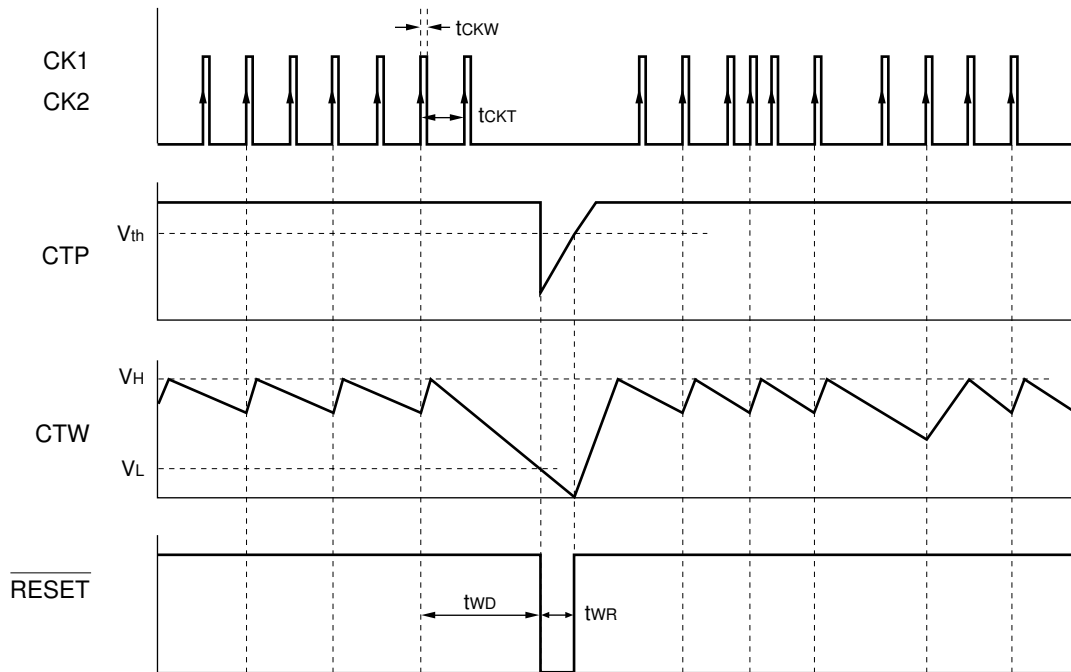 tCKW
CK1
CK2
tCKT
Vth
CTP
VH
CTW
VL
RESET
tWD
tWR